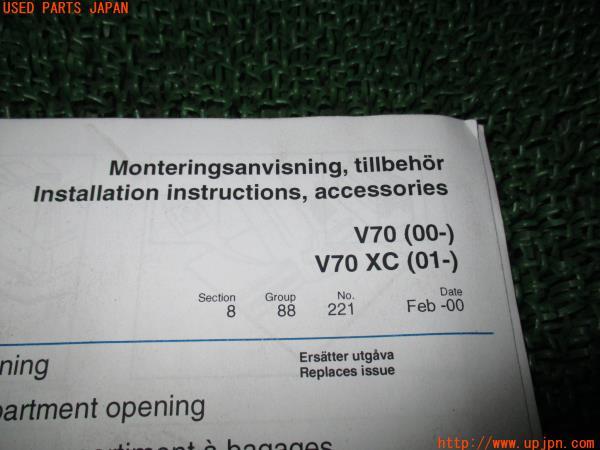 USED PARTS JAPAN
Monteringsanvisning, tillbehör
Installation instructions, accessories
V70 (00-)
V70 XC (01-)
Section Group No. Date
8 88 221 Feb -00
Ersätter utgåva
Replaces issue
ning
partment opening
à bagages
http://www.upjpn.com/